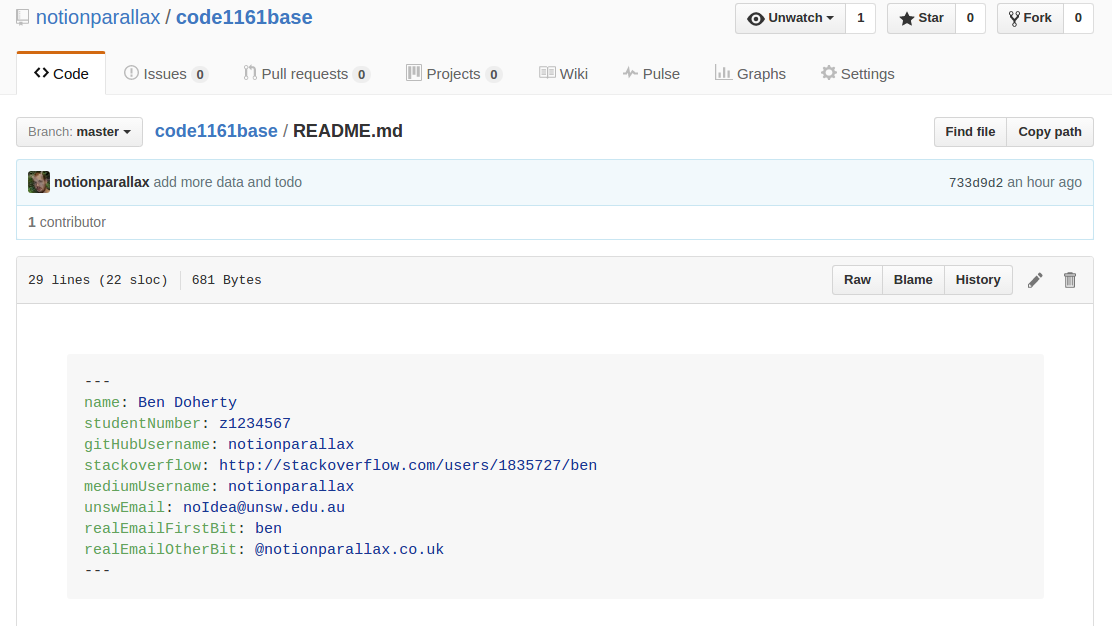 notionparallax / code1161base
Unwatch 1 Star 0 Fork 0
Code Issues 0 Pull requests 0 Projects 0 Wiki Pulse Graphs Settings
Branch: master code1161base / README.md Find file Copy path
notionparallax add more data and todo 733d9d2 an hour ago
1 contributor
29 lines (22 sloc) 681 Bytes Raw Blame History
---
name: Ben Doherty
studentNumber: z1234567
gitHubUsername: notionparallax
stackoverflow: http://stackoverflow.com/users/1835727/ben
mediumUsername: notionparallax
unswEmail: noIdea@unsw.edu.au
realEmailFirstBit: ben
realEmailOtherBit: @notionparallax.co.uk
---